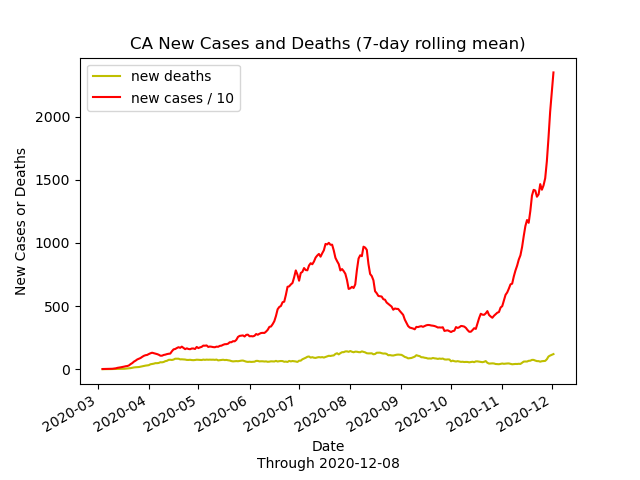 CA New Cases and Deaths (7-day rolling mean)
new deaths
new cases / 10
New Cases or Deaths
2000
1500
1000
500
0
2020-03
2020-04
2020-05
2020-06
2020-07
2020-08
2020-09
2020-10
2020-11
2020-12
Date
Through 2020-12-08